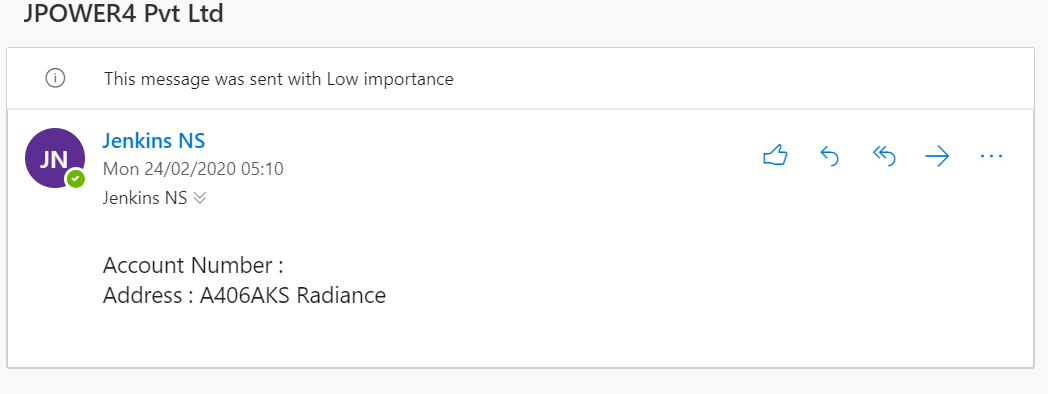 JPOWER4 Pvt Ltd
This message was sent with Low importance
JN
Jenkins NS
Mon 24/02/2020 05:10
Jenkins NS
Account Number :
Address : A406AKS Radiance